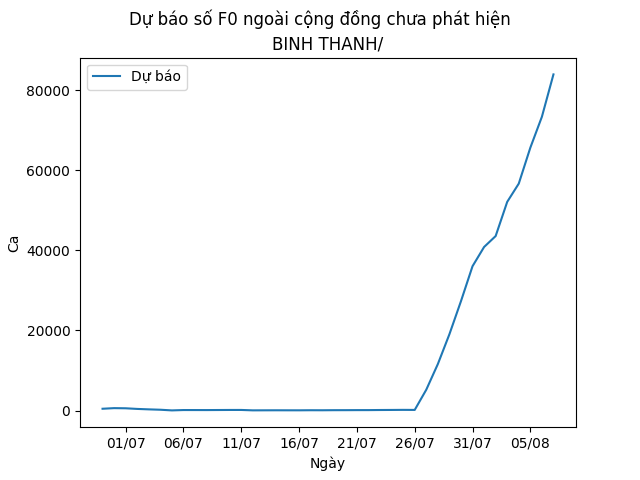 Dự báo số F0 ngoài cộng đồng chưa phát hiện
BINH THANH/
Dự báo
80000
60000
40000
20000
0
Ca
01/07 06/07 11/07 16/07 21/07 26/07 31/07 05/08
Ngày